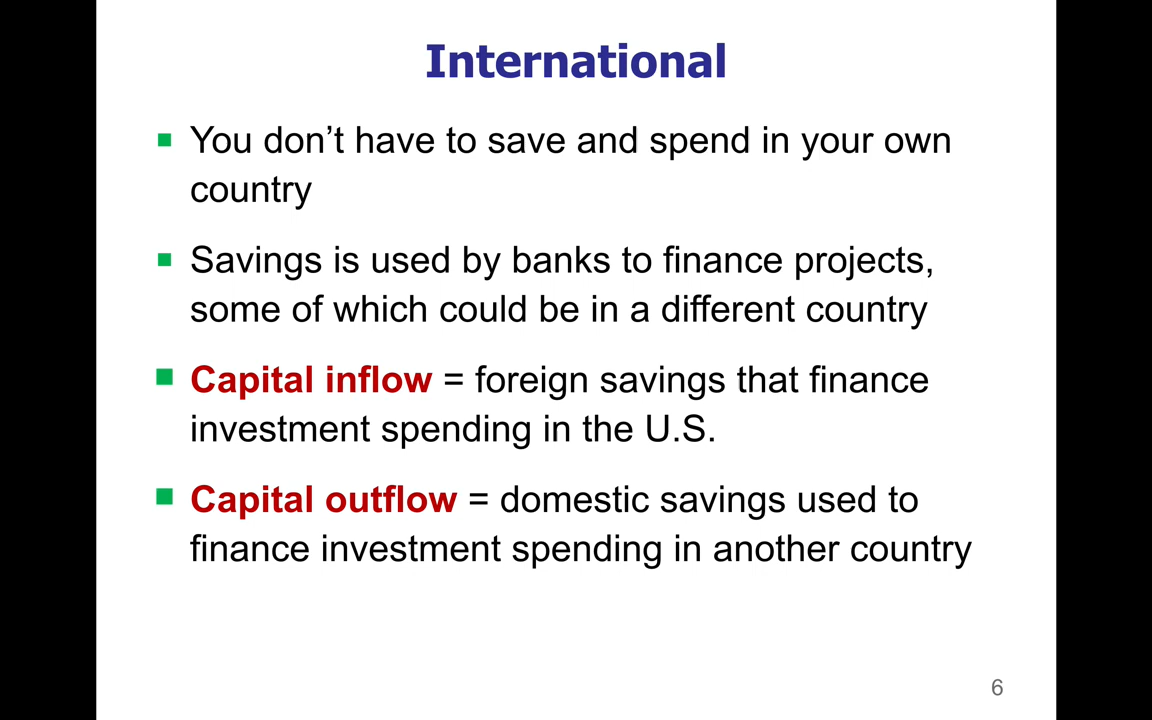 International
You don’t have to save and spend in your own
country
Savings is used by banks to finance projects,
some of which could be in a different country
Capital inflow = foreign savings that finance
investment spending in the U.S.
Capital outflow = domestic savings used to
finance investment spending in another country
6